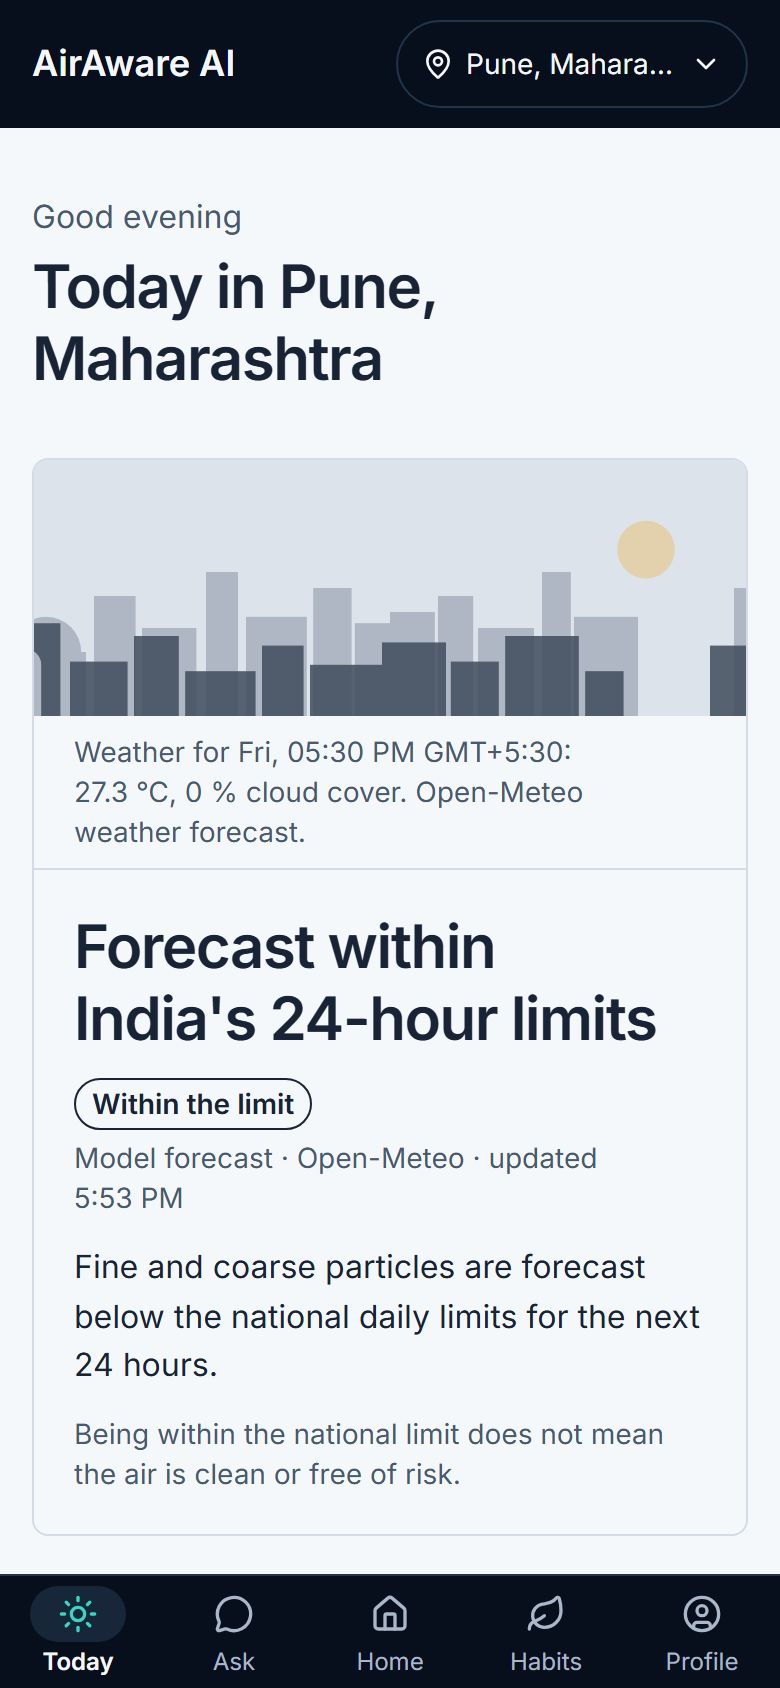 AirAware AI
Pune, Mahara...
Good evening
Today in Pune,
Maharashtra
Weather for Fri, 05:30 PM GMT+5:30:
27.3 °C, 0 % cloud cover. Open-Meteo
weather forecast.
Forecast within
India's 24-hour limits
Within the limit
Model forecast · Open-Meteo · updated
5:53 PM
Fine and coarse particles are forecast
below the national daily limits for the next
24 hours.
Being within the national limit does not mean
the air is clean or free of risk.
Today
Ask
Home
Habits
Profile